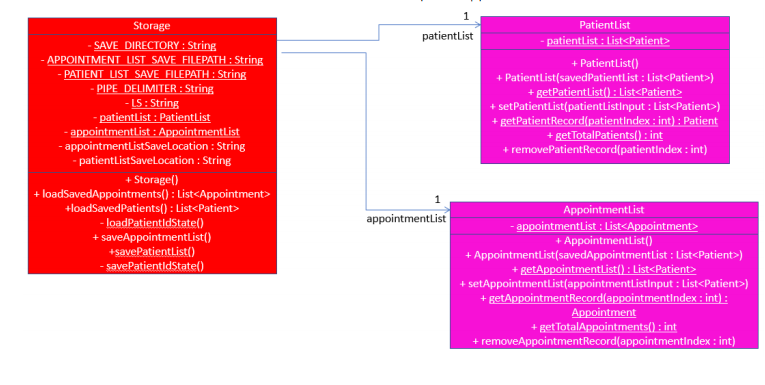 Storage
- SAVE_DIRECTORY : String
- APPOINTMENT_LIST_SAVE_FILEPATH : String
- PATIENT_LIST_SAVE_FILEPATH : String
- PIPE_DELIMITER : String
- LS : String
- patientList : PatientList
- appointmentList : AppointmentList
- appointmentListSaveLocation : String
- patientListSaveLocation : String
+ Storage()
+ loadSavedAppointments() : List<Appointment>
+loadSavedPatients() : List<Patient>
- loadPatientIdState()
+ saveAppointmentList()
+savePatientList()
- savePatientIdState()
1
patientList
PatientList
- patientList : List<Patient>
+ PatientList()
+ PatientList(savedPatientList : List<Patient>)
+ getPatientList() : List<Patient>
+ setPatientList(patientListInput : List<Patient>)
+ getPatientRecord(patientIndex : int) : Patient
+ getTotalPatients() : int
+ removePatientRecord(patientIndex : int)
1
appointmentList
AppointmentList
- appointmentList : List<Appointment>
+ AppointmentList()
+ AppointmentList(savedAppointmentList : List<Patient>)
+ getAppointmentList() : List<Patient>
+ setAppointmentList(appointmentListInput : List<Patient>)
+ getAppointmentRecord(appointmentIndex : int) :
Appointment
+ getTotalAppointments() : int
+ removeAppointmentRecord(appointmentIndex : int)